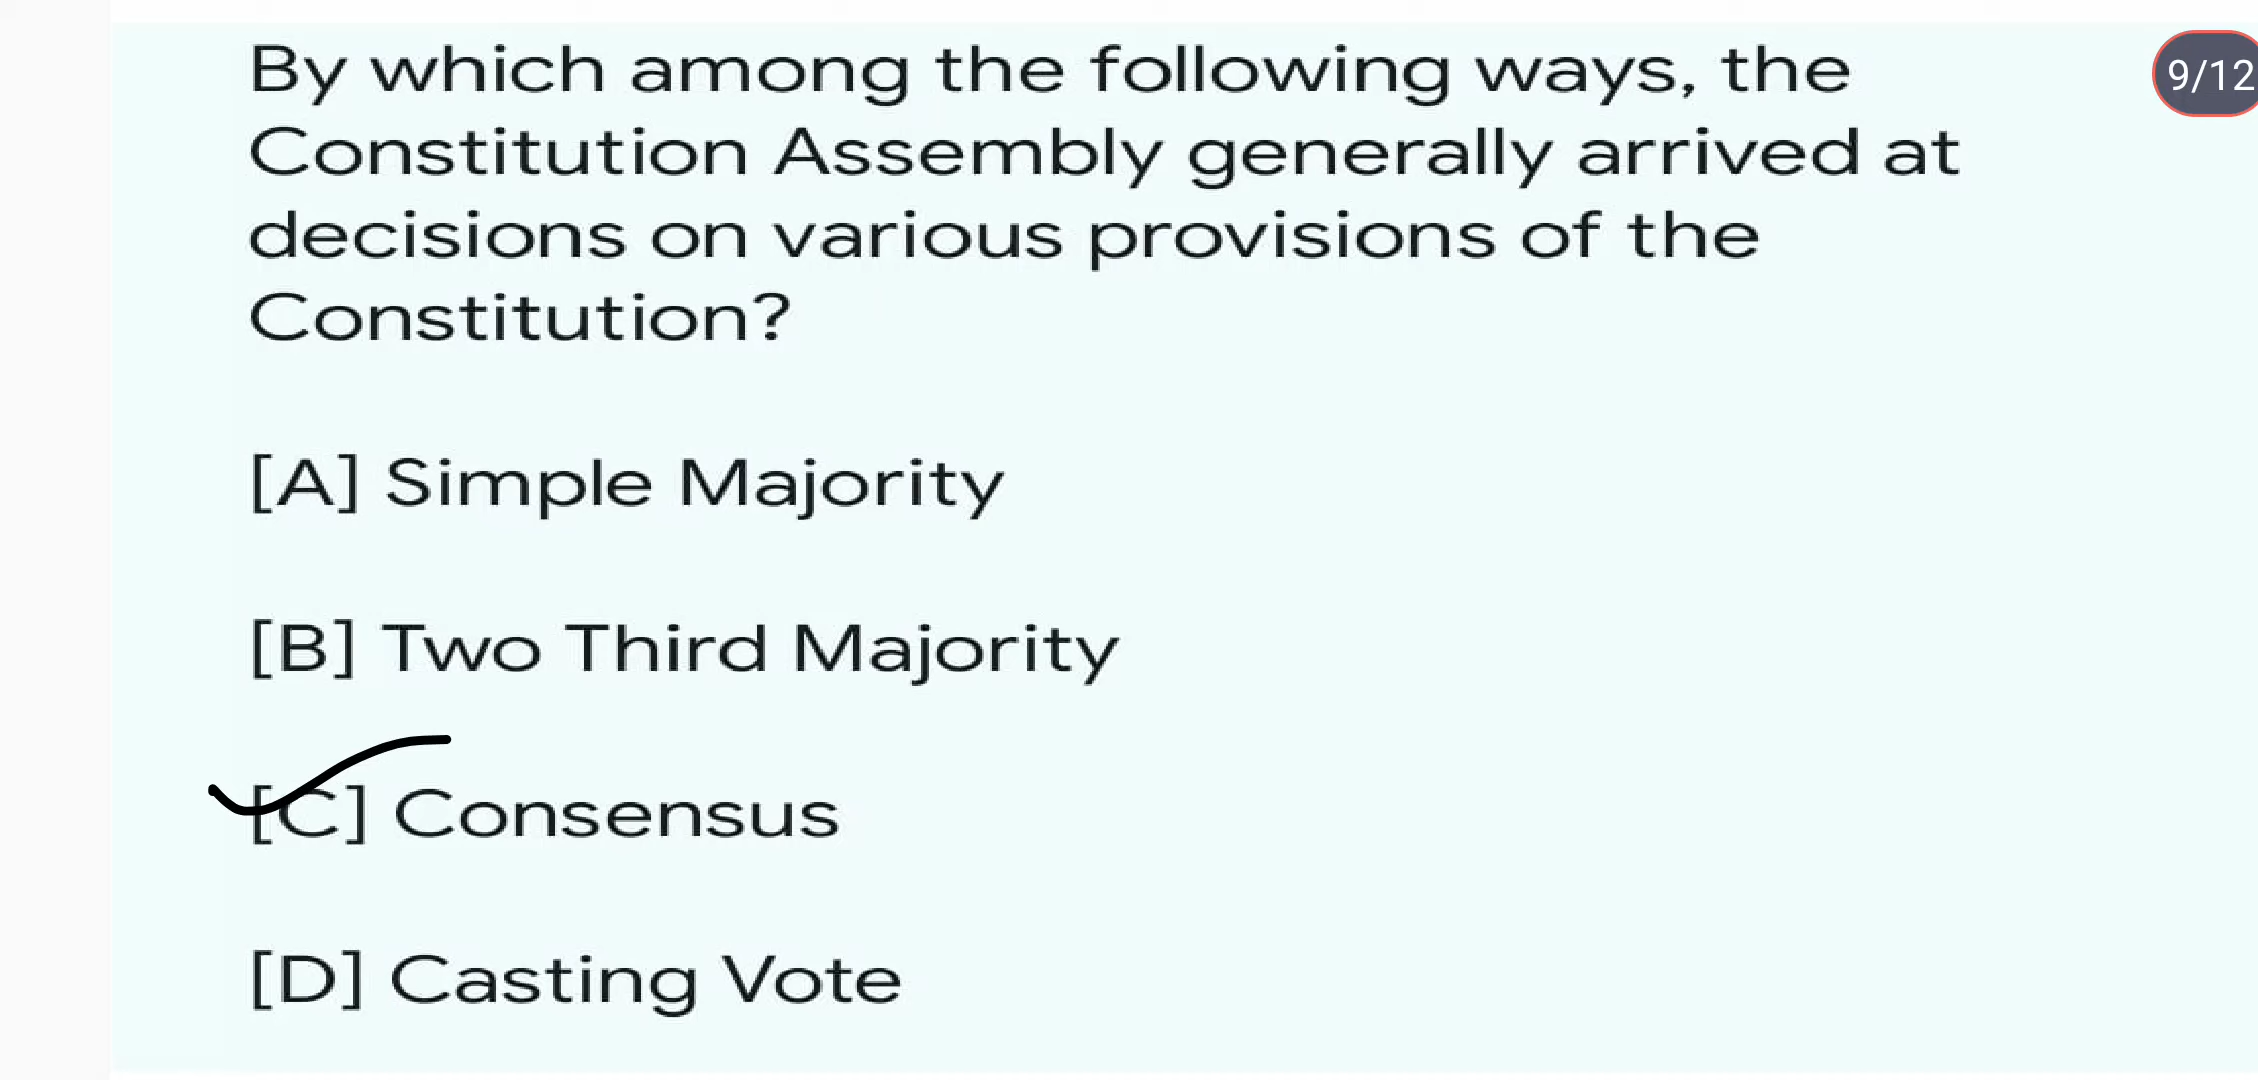 By which among the following ways, the
9/12
Constitution Assembly generally arrived at
decisions on various provisions of the
Constitution?
[A] Simple Majority
[B] Two Third Majority
[C] Consensus
[D] Casting Vote